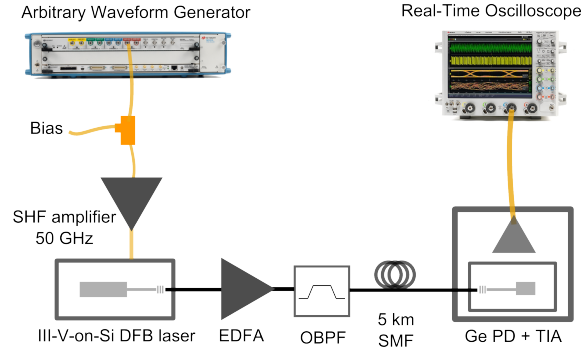 Arbitrary Waveform Generator
Real-Time Oscilloscope
Bias
SHF amplifier
50 GHz
III-V-on-Si DFB laser
EDFA
OBPF
5 km
SMF
Ge PD + TIA